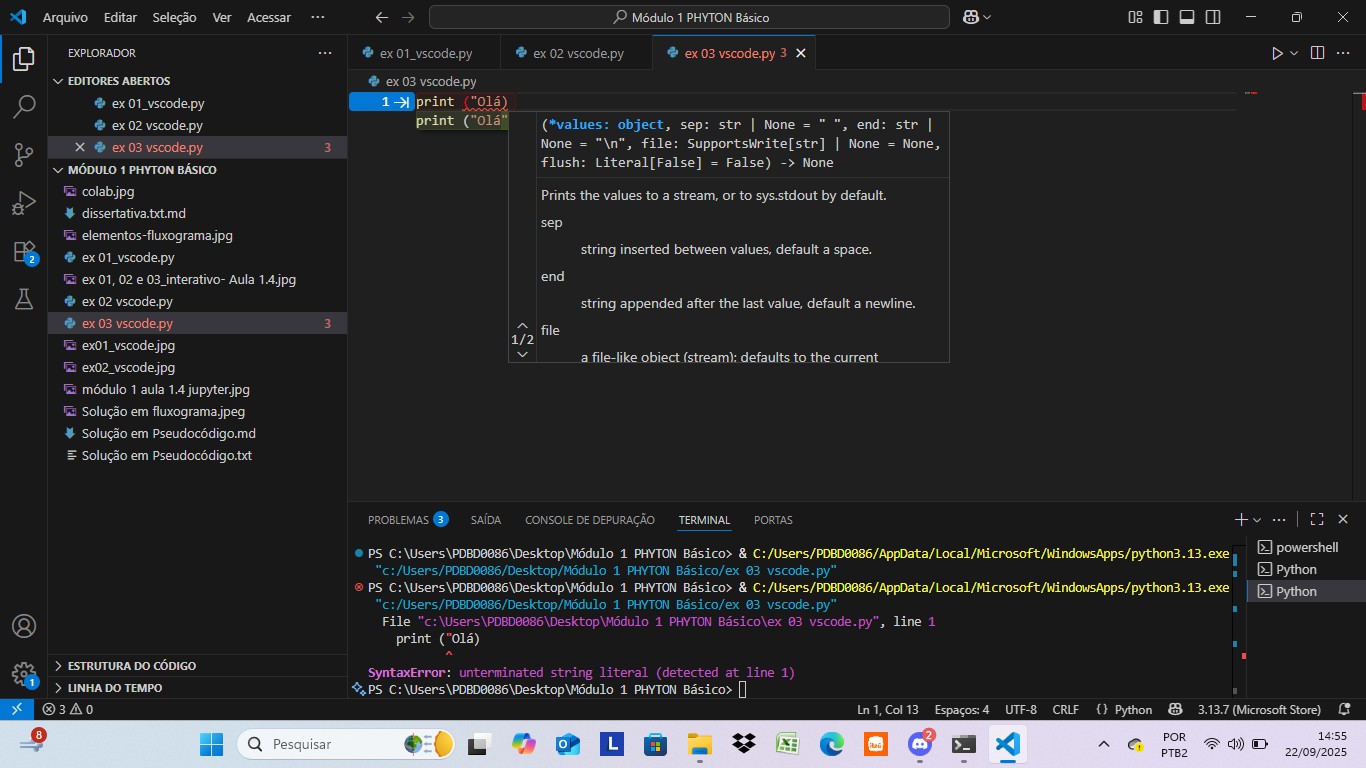 Arquivo Editar Seleção Ver Acessar ···
Módulo 1 PHYTON Básico
EXPLORADOR
EDITORES ABERTOS
ex 01_vscode.py
ex 02 vscode.py
ex 03 vscode.py 3
MÓDULO 1 PHYTON BÁSICO
colab.jpg
dissertativa.txt.md
elementos-fluxograma.jpg
ex 01_vscode.py
ex 01, 02 e 03_interativo- Aula 1.4.jpg
ex 02 vscode.py
ex 03 vscode.py 3
ex01_vscode.jpg
ex02_vscode.jpg
módulo 1 aula 1.4 jupyter.jpg
Solução em fluxograma.jpeg
Solução em Pseudocódigo.md
Solução em Pseudocódigo.txt
ESTRUTURA DO CÓDIGO
LINHA DO TEMPO
2
1
ex 01_vscode.py ex 02 vscode.py ex 03 vscode.py 3
ex 03 vscode.py
1 print ("Olá)
print ("Olá"
(*values: object, sep: str | None = " ", end: str |
None = "\n", file: SupportsWrite[str] | None = None,
flush: Literal[False] = False) -> None
Prints the values to a stream, or to sys.stdout by default.
sep
string inserted between values, default a space.
end
string appended after the last value, default a newline.
file
a file-like object (stream); defaults to the current
1/2
PROBLEMAS 3 SAÍDA CONSOLE DE DEPURAÇÃO TERMINAL PORTAS
PS C:\Users\PDBD0086\Desktop\Módulo 1 PHYTON Básico> & C:/Users/PDBD0086/AppData/Local/Microsoft/WindowsApps/python3.13.exe
"c:/Users/PDBD0086/Desktop/Módulo 1 PHYTON Básico/ex 03 vscode.py"
PS C:\Users\PDBD0086\Desktop\Módulo 1 PHYTON Básico> & C:/Users/PDBD0086/AppData/Local/Microsoft/WindowsApps/python3.13.exe
"c:/Users/PDBD0086/Desktop/Módulo 1 PHYTON Básico/ex 03 vscode.py"
File "c:\Users\PDBD0086\Desktop\Módulo 1 PHYTON Básico\ex 03 vscode.py", line 1
print ("Olá)
^
SyntaxError: unterminated string literal (detected at line 1)
PS C:\Users\PDBD0086\Desktop\Módulo 1 PHYTON Básico>
powershell
Python
Python
3 0 Ln 1, Col 13 Espaços: 4 UTF-8 CRLF {} Python 3.13.7 (Microsoft Store)
8 Pesquisar L itaú 2 POR 14:55
PTB2 22/09/2025